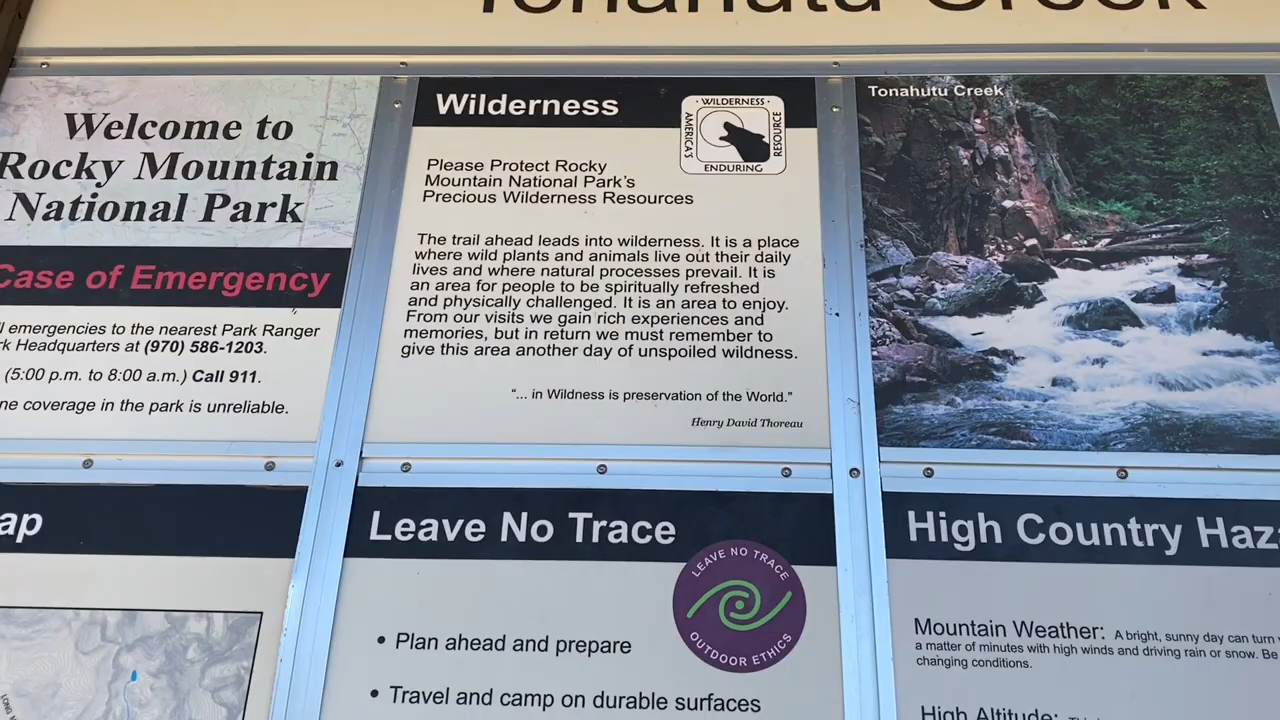 Tonahutu Creek
Welcome to
Rocky Mountain
National Park
Case of Emergency
emergencies to the nearest Park Ranger
Headquarters at (970) 586-1203.
(5:00 p.m. to 8:00 a.m.) Call 911.
coverage in the park is unreliable.
Wilderness
· WILDERNESS ·
AMERICA'S
RESOURCE
ENDURING
Please Protect Rocky
Mountain National Park's
Precious Wilderness Resources
The trail ahead leads into wilderness. It is a place
where wild plants and animals live out their daily
lives and where natural processes prevail. It is
an area for people to be spiritually refreshed
and physically challenged. It is an area to enjoy.
From our visits we gain rich experiences and
memories, but in return we must remember to
give this area another day of unspoiled wildness.
"... in Wildness is preservation of the World."
Henry David Thoreau
Tonahutu Creek
Leave No Trace
LEAVE NO TRACE
OUTDOOR ETHICS
• Plan ahead and prepare
• Travel and camp on durable surfaces
High Country
Mountain Weather: A bright, sunny day can turn
a matter of minutes with high winds and driving rain or snow. Be
changing conditions.
High Altitude: